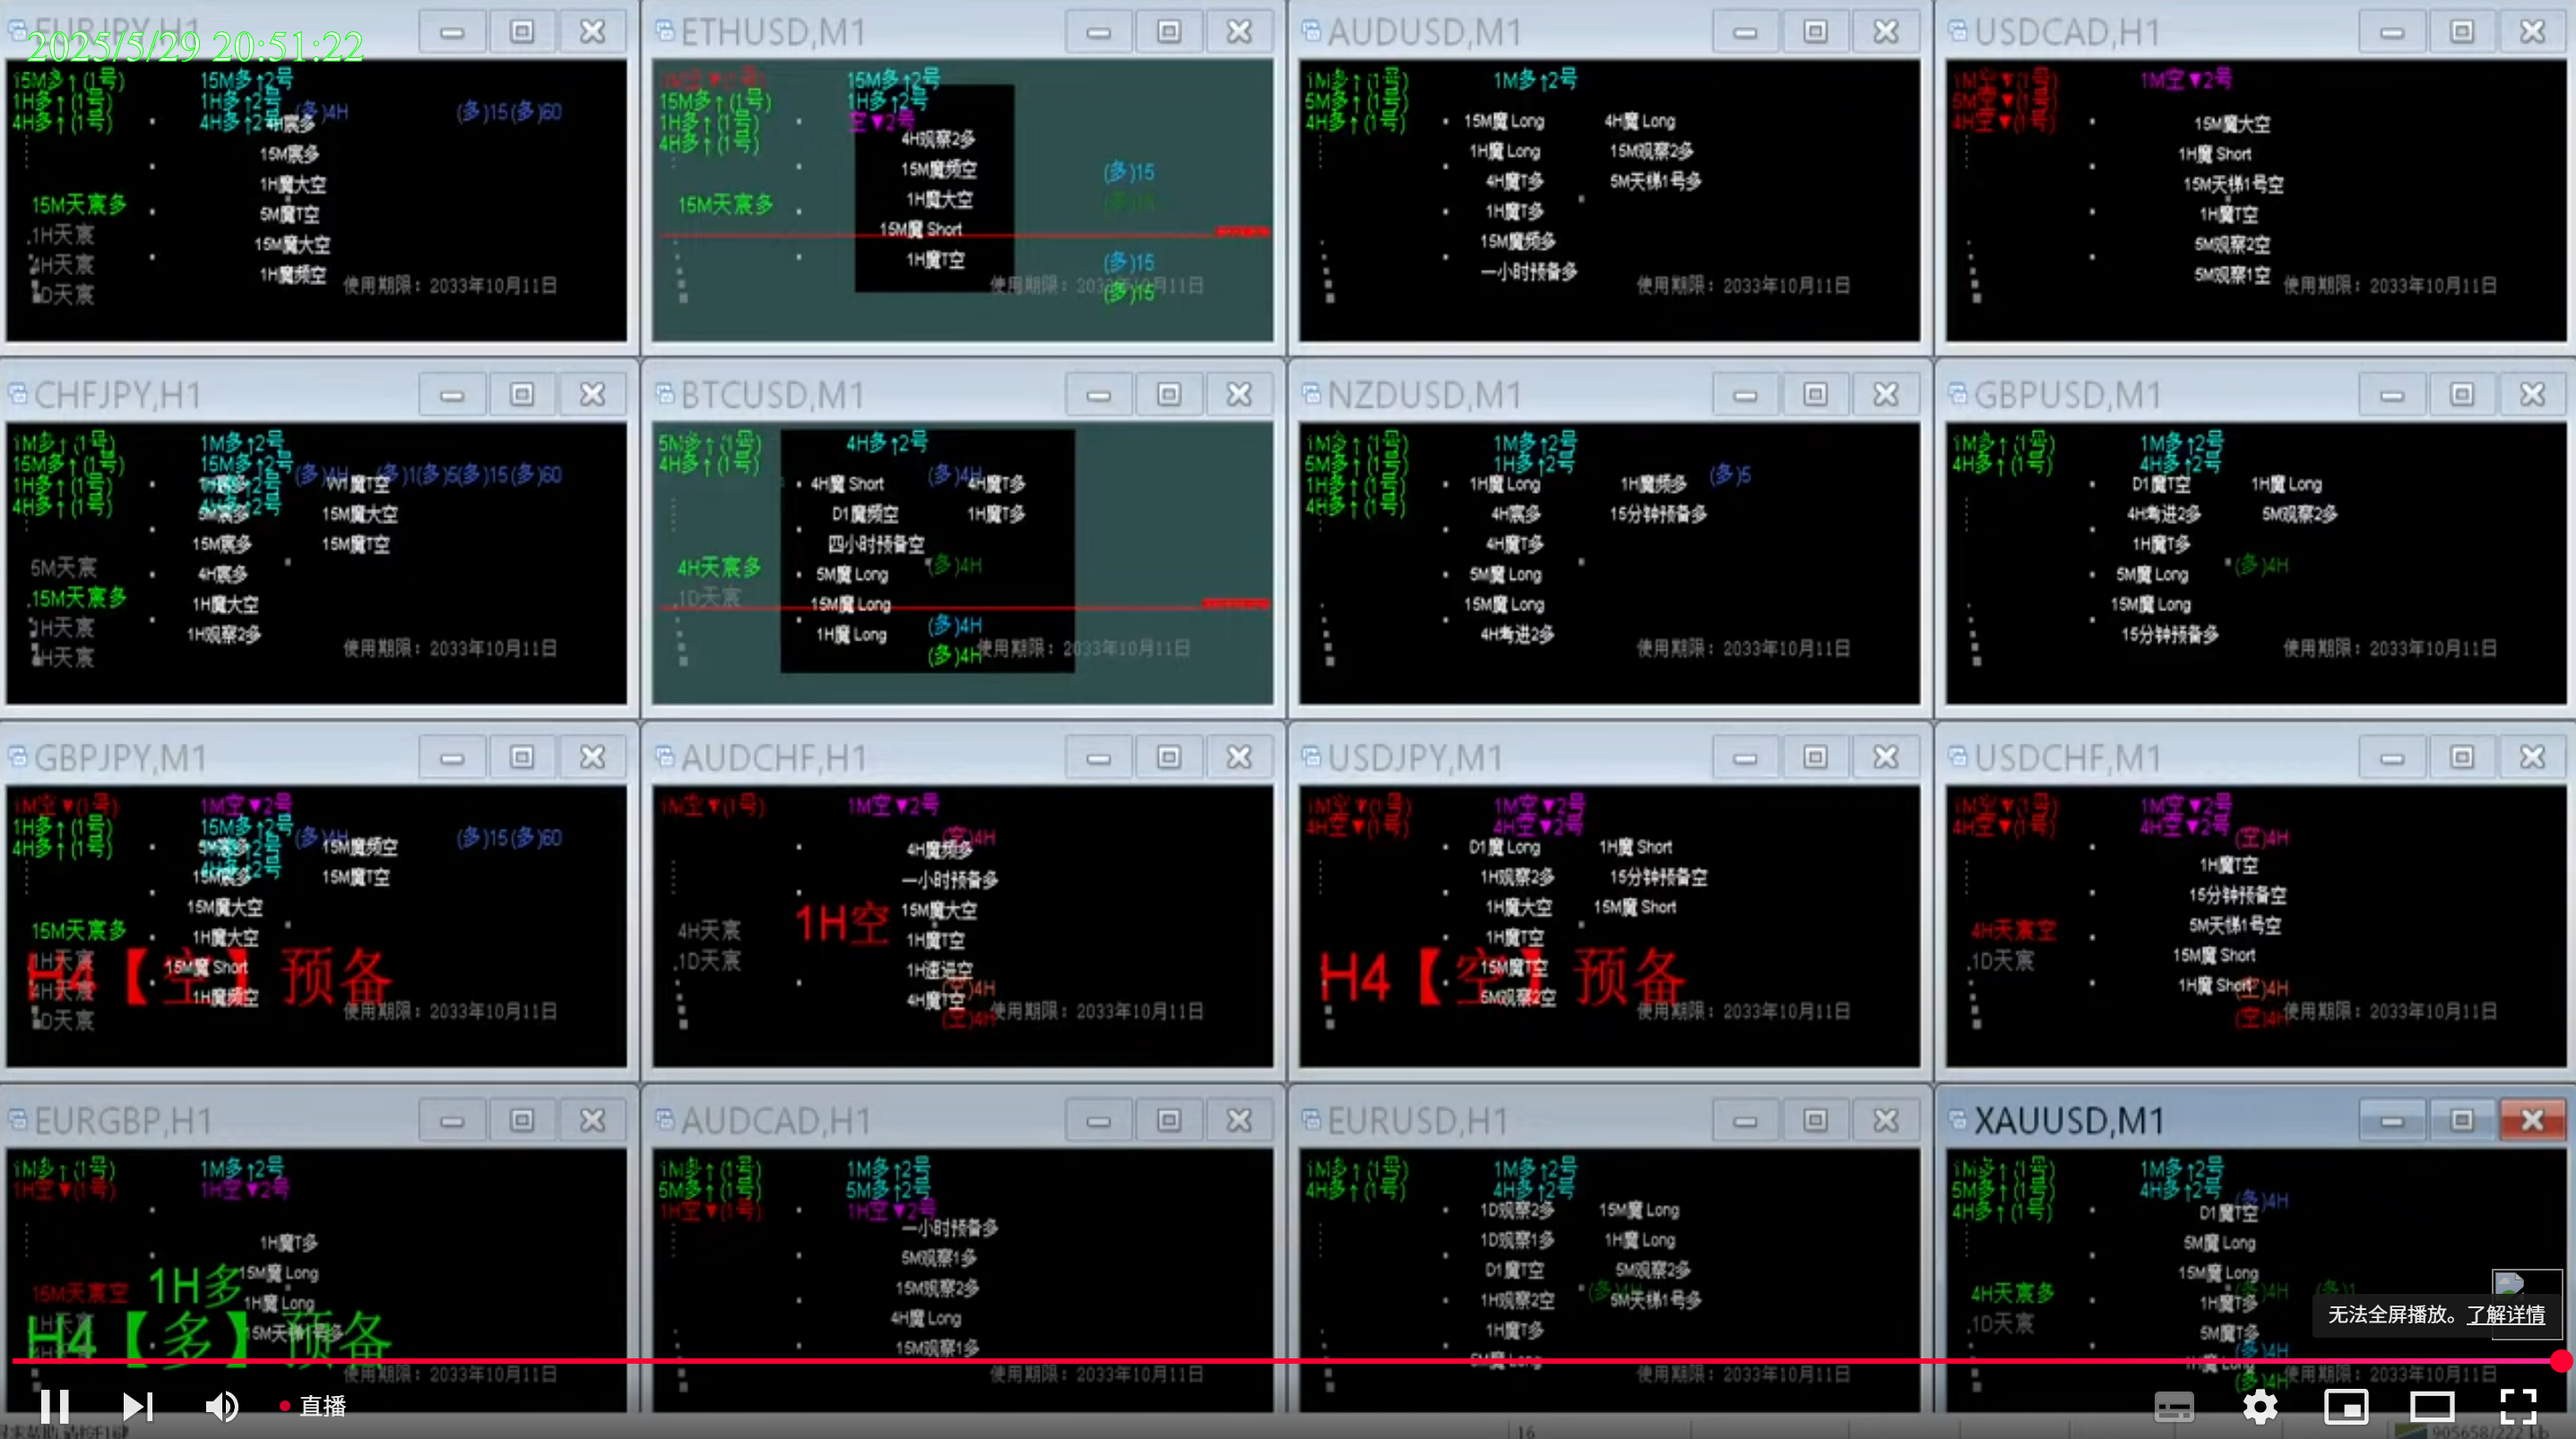 EURJPY,H1
2025/5/29 20:51:22
15M多↑(1号) 15M多↑2号
1H多↑(1号) 1H多↑2号 (多)4H (多)15(多)60
4H多↑(1号) 4H多↑2号 4H宸多
15M宸多
1H魔大空
15M天宸多 5M魔T空
1H天宸 15M魔大空
4H天宸 1H魔频空
D天宸 使用期限：2033年10月11日
ETHUSD,M1
15M多↑2号
15M多↑(1号) 1H多↑2号
1H多↑(1号) 空▼2号
4H多↑(1号) 4H观察2多
15M魔频空 (多)15
15M天宸多 1H魔大空 (多)15
15M魔 Short
1H魔T空 (多)15
使用期限：2033年10月11日
(多)15
AUDUSD,M1
1M多↑(1号) 1M多↑2号
5M多↑(1号)
4H多↑(1号) 15M魔 Long 4H魔 Long
1H魔 Long 15M观察2多
4H魔T多 5M天梯1号多
1H魔T多
15M魔频多
一小时预备多
使用期限：2033年10月11日
USDCAD,H1
1M空▼(1号) 1M空▼2号
5M空▼(1号)
4H空▼(1号) 15M魔大空
1H魔 Short
15M天梯1号空
1H魔T空
5M观察2空
5M观察1空 使用期限：2033年10月11日
CHFJPY,H1
1M多↑(1号) 1M多↑2号
15M多↑(1号) 15M多↑2号 (多)4H (多)1(多)5(多)15(多)60
1H多↑(1号) 1H多↑2号 W1魔T空
4H多↑(1号) 4H多↑2号
5M宸多 15M魔大空
15M宸多 15M魔T空
5M天宸 4H宸多
15M天宸多 1H魔大空
1H天宸 1H观察2多
4H天宸 使用期限：2033年10月11日
BTCUSD,M1
5M多↑(1号) 4H多↑2号
4H多↑(1号) (多)4H
4H魔 Short 4H魔T多
D1魔频空 1H魔T多
四小时预备空
4H天宸多 5M魔 Long (多)4H
1D天宸 15M魔 Long
1H魔 Long (多)4H
(多)4H 使用期限：2033年10月11日
NZDUSD,M1
1M多↑(1号) 1M多↑2号
5M多↑(1号) 1H多↑2号
1H多↑(1号) 1H魔 Long 1H魔频多 (多)5
4H多↑(1号) 4H宸多 15分钟预备多
4H魔T多
5M魔 Long
15M魔 Long
4H考进2多
使用期限：2033年10月11日
GBPUSD,M1
1M多↑(1号) 1M多↑2号
4H多↑(1号) 4H多↑2号
D1魔T空 1H魔 Long
4H考进2多 5M观察2多
1H魔T多
5M魔 Long (多)4H
15M魔 Long
15分钟预备多
使用期限：2033年10月11日
GBPJPY,M1
1M空▼(1号) 1M空▼2号
1H多↑(1号) 15M多↑2号 (多)4H (多)15(多)60
4H多↑(1号) 5M宸多 15M魔频空
4H多↑2号
15M宸多 15M魔T空
15M魔大空
15M天宸多 1H魔大空
1H天宸 15M魔 Short
H4【空】预备
4H天宸 1H魔频空
D天宸 使用期限：2033年10月11日
AUDCHF,H1
1M空▼(1号) 1M空▼2号
(空)4H
4H魔频多
一小时预备多
1H空 15M魔大空
4H天宸 1H魔T空
1D天宸 1H速进空
(空)4H
4H魔T空
(空)4H 使用期限：2033年10月11日
USDJPY,M1
1M空▼(1号) 1M空▼2号
4H空▼(1号) 4H空▼2号
D1魔 Long 1H魔 Short
1H观察2多 15分钟预备空
1H魔大空 15M魔 Short
1H魔T空
H4【空】预备
15M魔T空
5M观察2空
使用期限：2033年10月11日
USDCHF,M1
1M空▼(1号) 1M空▼2号
4H空▼(1号) 4H空▼2号
(空)4H
1H魔T空
15分钟预备空
4H天宸空 5M天梯1号空
1D天宸 15M魔 Short
1H魔 Short (空)4H
(空)4H 使用期限：2033年10月11日
EURGBP,H1
1M多↑(1号) 1M多↑2号
1H空▼(1号) 1H空▼2号
1H魔T多
15M天宸空 1H多 15M魔 Long
1H魔 Long
H4【多】预备
15M天梯1号多
使用期限：2033年10月11日
AUDCAD,H1
1M多↑(1号) 1M多↑2号
5M多↑(1号) 5M多↑2号
1H空▼(1号) 1H空▼2号
一小时预备多
5M观察1多
15M观察2多
4H魔 Long
15M观察1多
使用期限：2033年10月11日
EURUSD,H1
1M多↑(1号) 1M多↑2号
4H多↑(1号) 4H多↑2号
1D观察2多 15M魔 Long
1D观察1多 1H魔 Long
D1魔T空 5M观察2多
1H观察2空 (多)4H 5M天梯1号多
1H魔T多
5M魔 Long
使用期限：2033年10月11日
XAUUSD,M1
1M多↑(1号) 1M多↑2号
5M多↑(1号) 4H多↑2号 (多)4H
4H多↑(1号) D1魔T空
5M魔 Long
15M魔 Long
4H天宸多 (多)4H (多)1
1H魔T多
1D天宸 5M魔T多
(多)4H
1H魔 Long
(多)4H 使用期限：2033年10月11日
无法全屏播放。了解详情
直播
16
905658/222 kb